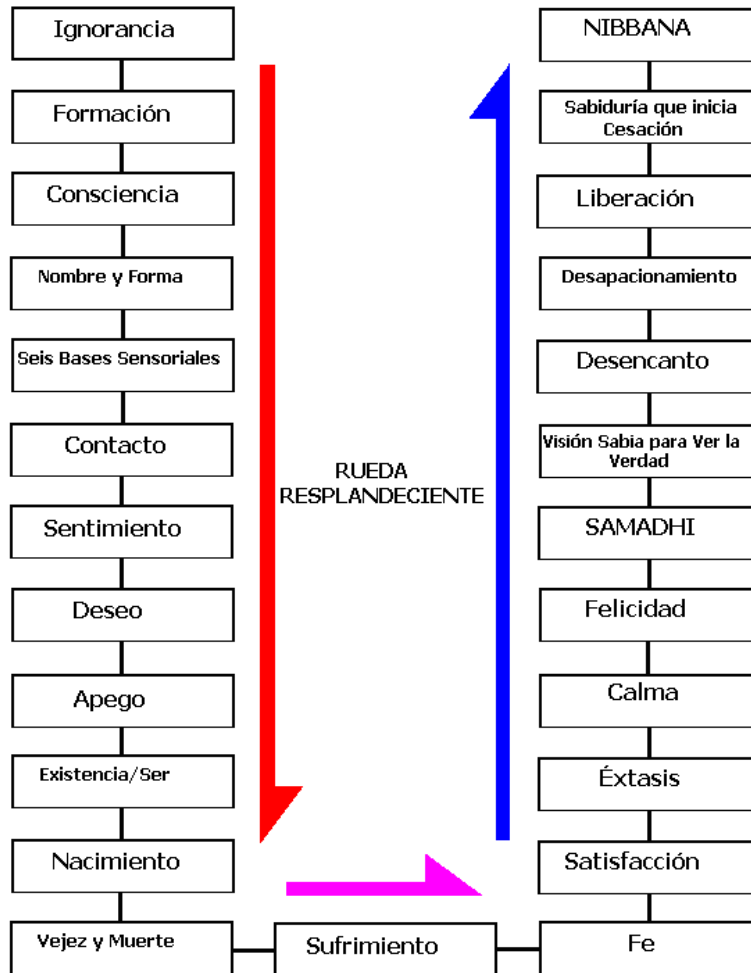 Ignorancia
Formación
Consciencia
Nombre y Forma
Seis Bases Sensoriales
Contacto
Sentimiento
Deseo
Apego
Existencia/Ser
Nacimiento
Vejez y Muerte
Sufrimiento
RUEDA
RESPLANDECIENTE
NIBBANA
Sabiduría que inicia
Cesación
Liberación
Desapacionamiento
Desencanto
Visión Sabia para Ver la
Verdad
SAMADHI
Felicidad
Calma
Éxtasis
Satisfacción
Fe